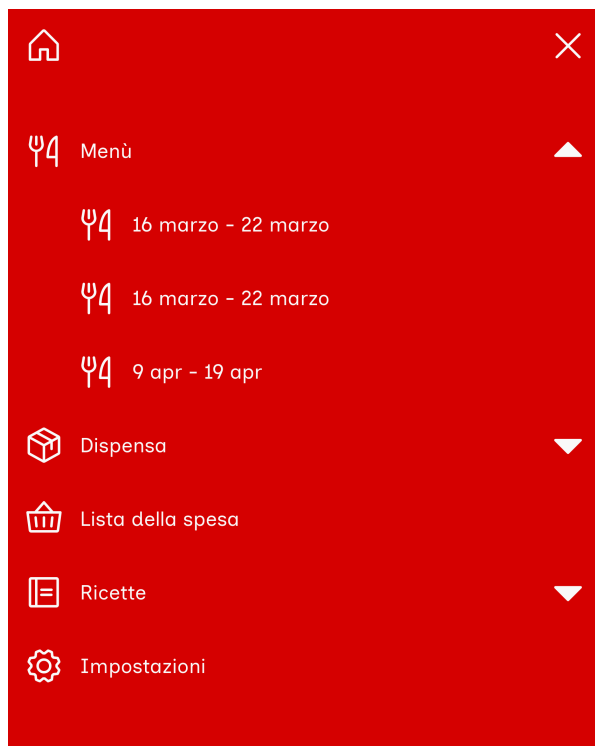 Menù
16 marzo - 22 marzo
16 marzo - 22 marzo
9 apr - 19 apr
Dispensa
Lista della spesa
Ricette
Impostazioni